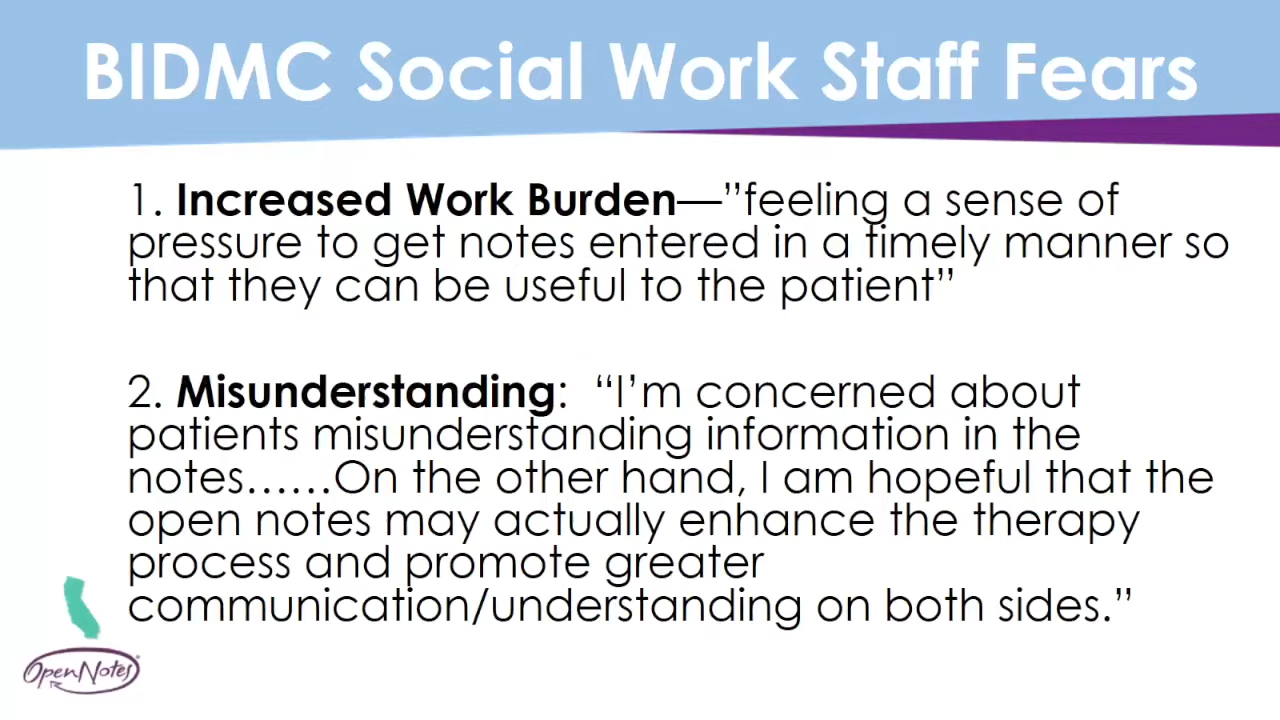 BIDMC Social Work Staff Fears
1. Increased Work Burden—”feeling a sense of
pressure to get notes entered in a timely manner so
that they can be useful to the patient”
2. Misunderstanding:  “I’m concerned about
patients misunderstanding information in the
notes……On the other hand, I am hopeful that the
open notes may actually enhance the therapy
process and promote greater
communication/understanding on both sides.”
OpenNotes